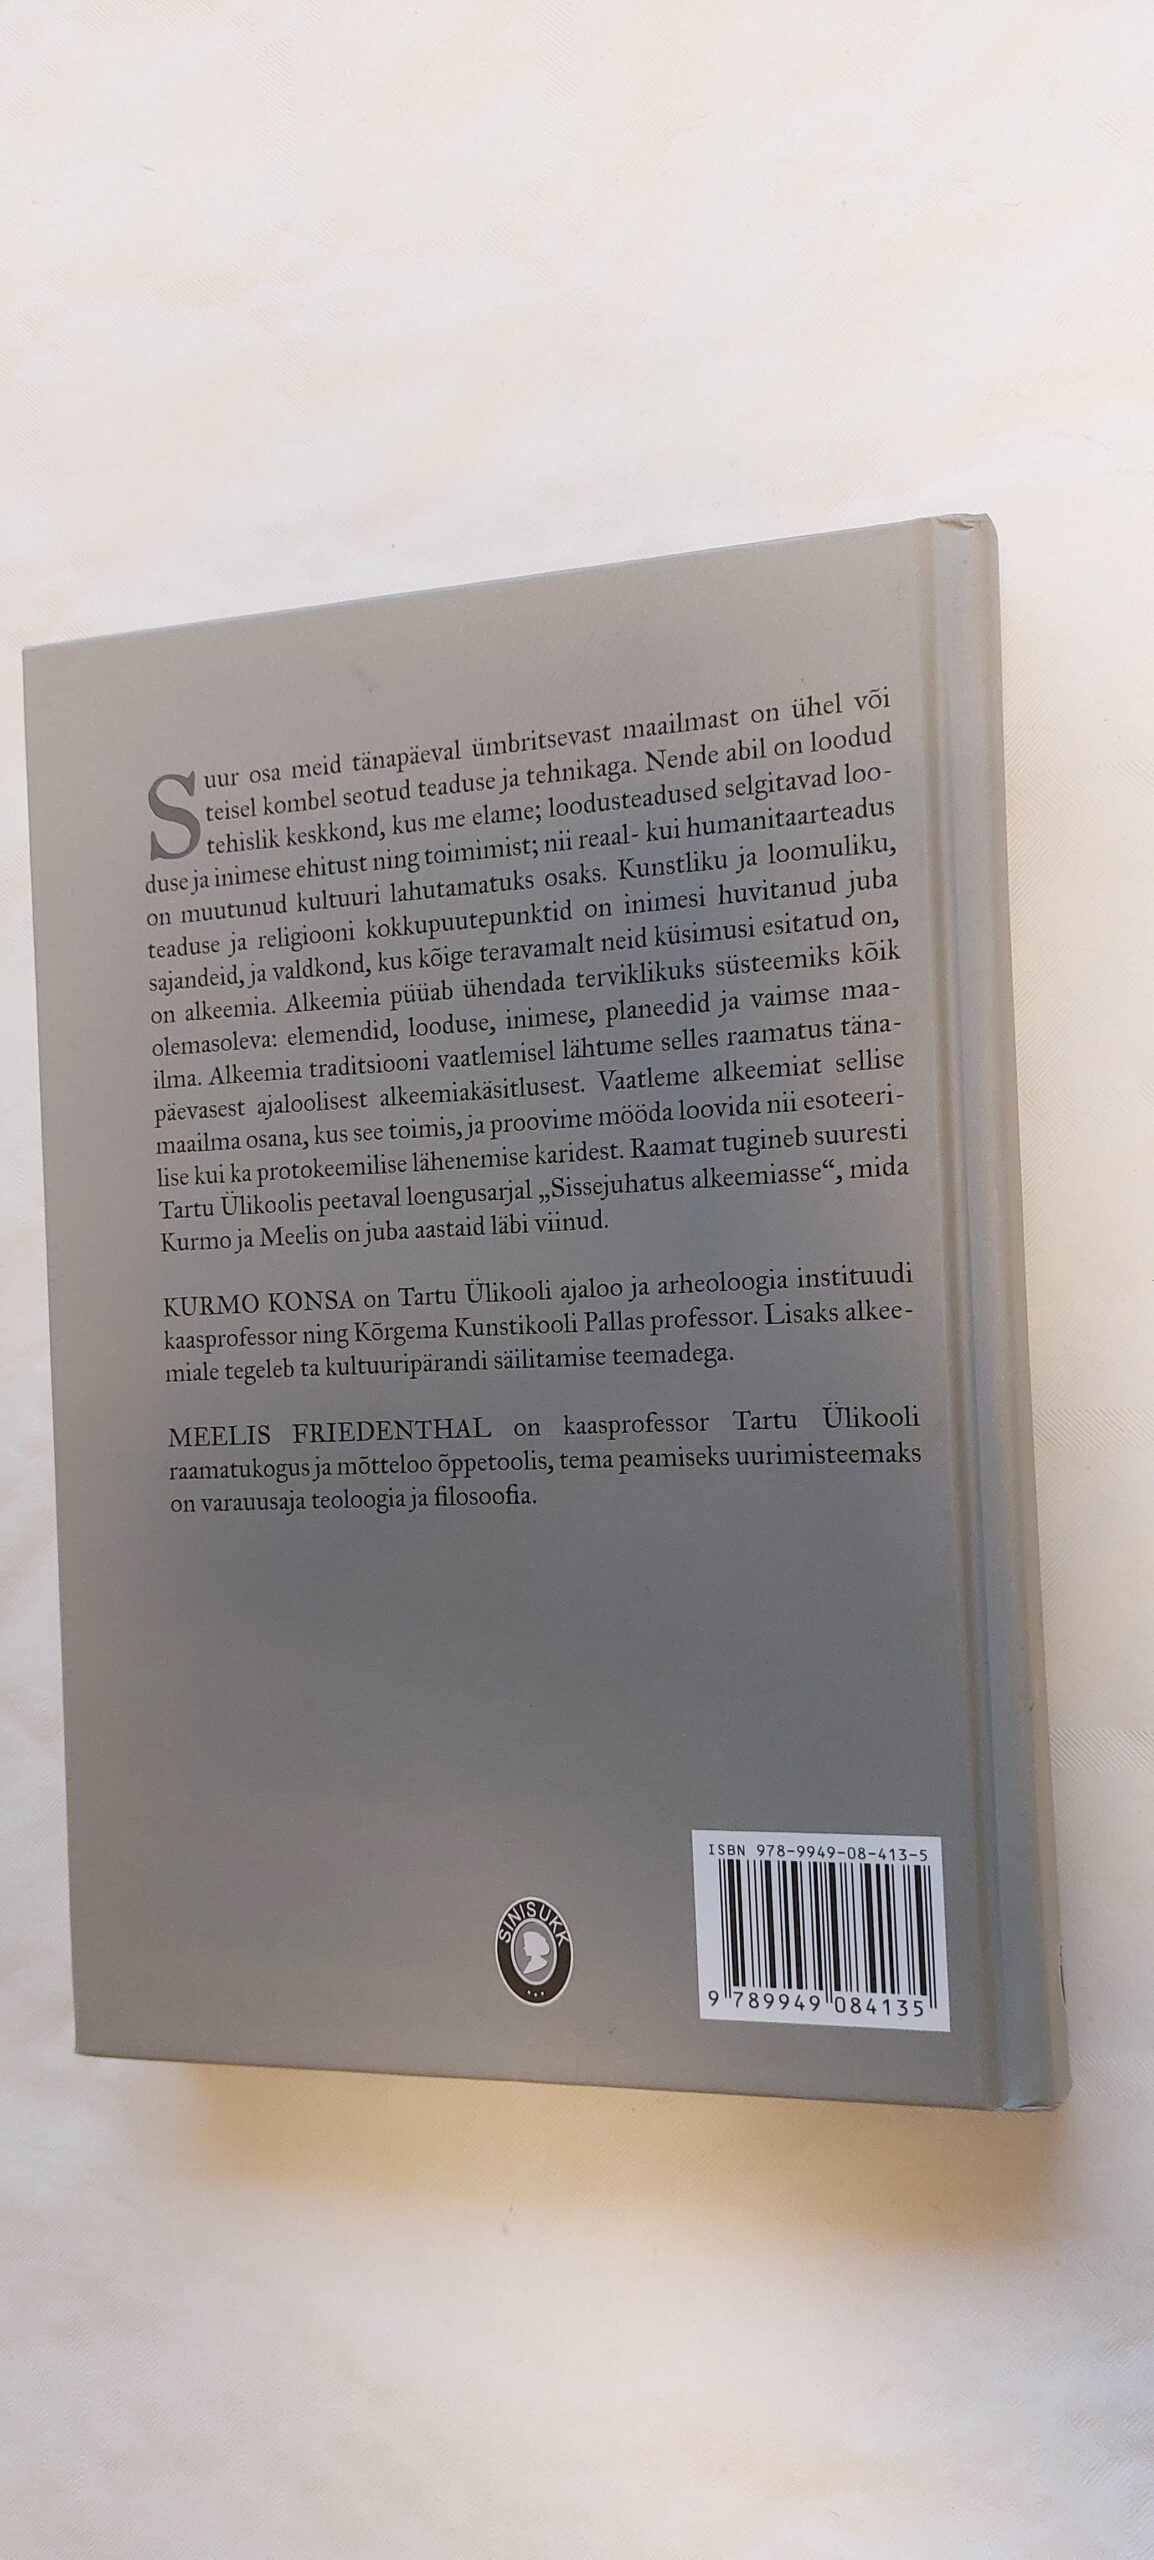 Suur osa meid tänapäeval ümbritsevast maailmast on ühel või
teisel kombel seotud teaduse ja tehnikaga. Nende abil on loodud
tehislik keskkond, kus me elame; loodusteadused selgitavad loo-
duse ja inimese ehitust ning toimimist; nii reaal- kui humanitaarteadus
on muutunud kultuuri lahutamatuks osaks. Kunstliku ja loomuliku,
teaduse ja religiooni kokkupuutepunktid on inimesi huvitanud juba
sajandeid, ja valdkond, kus kõige teravamalt neid küsimusi esitatud on,
on alkeemia. Alkeemia püüab ühendada terviklikuks süsteemiks kõik
olemasoleva: elemendid, looduse, inimese, planeedid ja vaimse maa-
ilma. Alkeemia traditsiooni vaatlemisel lähtume selles raamatus täna-
päevasest ajaloolisest alkeemiakäsitlusest. Vaatleme alkeemiat sellise
maailma osana, kus see toimis, ja proovime mööda loovida nii esoteeri-
lise kui ka protokeemilise lähenemise karidest. Raamat tugineb suuresti
Tartu Ülikoolis peetaval loengusarjal „Sissejuhatus alkeemiasse“, mida
Kurmo ja Meelis on juba aastaid läbi viinud.
KURMO KONSA on Tartu Ülikooli ajaloo ja arheoloogia instituudi
kaasprofessor ning Kõrgema Kunstikooli Pallas professor. Lisaks alkee-
miale tegeleb ta kultuuripärandi säilitamise teemadega.
MEELIS FRIEDENTHAL on kaasprofessor Tartu Ülikooli
raamatukogus ja mõtteloo õppetoolis, tema peamiseks uurimisteemaks
on varauusaja teoloogia ja filosoofia.
SINISUKK
ISBN 978-9949-08-413-5
9 789949 084135